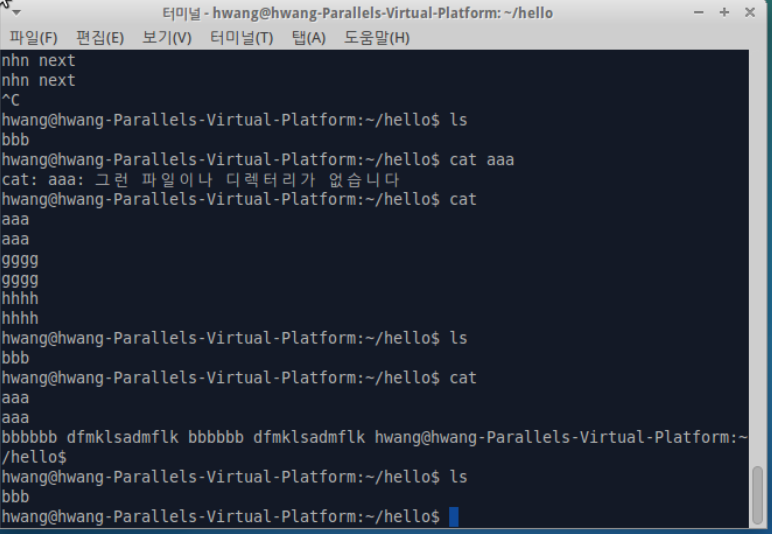 터미널 - hwang@hwang-Parallels-Virtual-Platform: ~/hello
파일(F) 편집(E) 보기(V) 터미널(T) 탭(A) 도움말(H)
nhn next
nhn next
^C
hwang@hwang-Parallels-Virtual-Platform:~/hello$ ls
bbb
hwang@hwang-Parallels-Virtual-Platform:~/hello$ cat aaa
cat: aaa: 그런 파일이나 디렉터리가 없습니다
hwang@hwang-Parallels-Virtual-Platform:~/hello$ cat
aaa
aaa
gggg
gggg
hhhh
hhhh
hwang@hwang-Parallels-Virtual-Platform:~/hello$ ls
bbb
hwang@hwang-Parallels-Virtual-Platform:~/hello$ cat
aaa
aaa
bbbbbb dfmklsadmflk bbbbbb dfmklsadmflk hwang@hwang-Parallels-Virtual-Platform:~
/hello$
hwang@hwang-Parallels-Virtual-Platform:~/hello$ ls
bbb
hwang@hwang-Parallels-Virtual-Platform:~/hello$